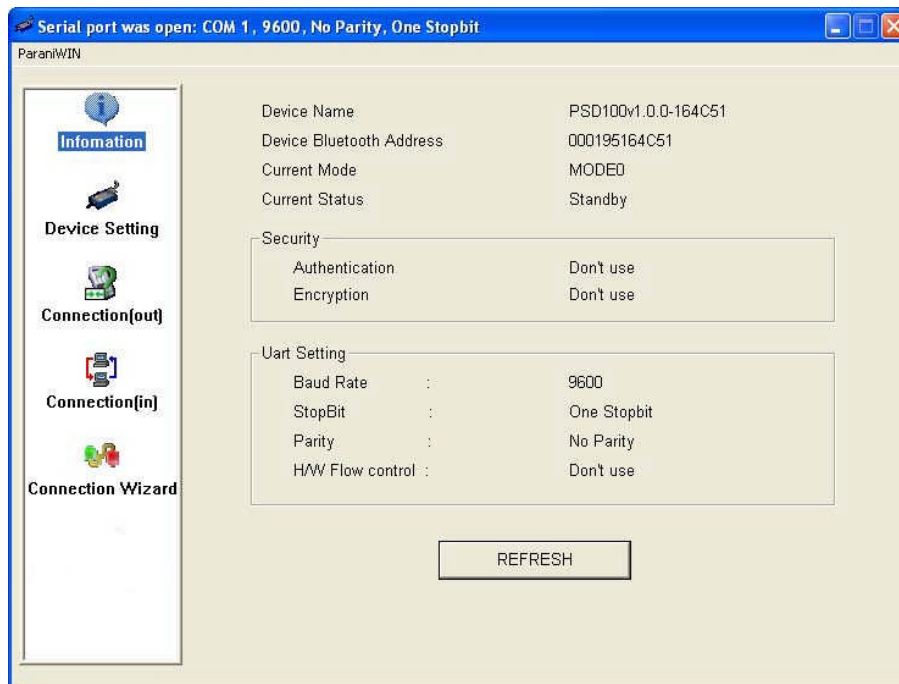 Serial port was open: COM 1, 9600, No Parity, One Stopbit
ParaniWIN
Infomation
Device Setting
Connection(out)
Connection(in)
Connection Wizard
Device Name PSD100v1.0.0-164C51
Device Bluetooth Address 000195164C51
Current Mode MODE0
Current Status Standby
Security
Authentication Don't use
Encryption Don't use
Uart Setting
Baud Rate : 9600
StopBit : One Stopbit
Parity : No Parity
H/W Flow control : Don't use
REFRESH